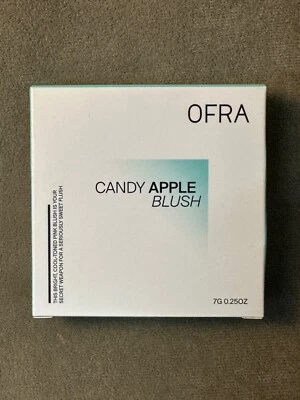 OFRA
CANDY APPLE
BLUSH
THIS BRIGHT, COOL-TONED PINK BLUSH IS YOUR
SECRET WEAPON FOR A SERIOUSLY SWEET FLUSH
7G 0.25OZ